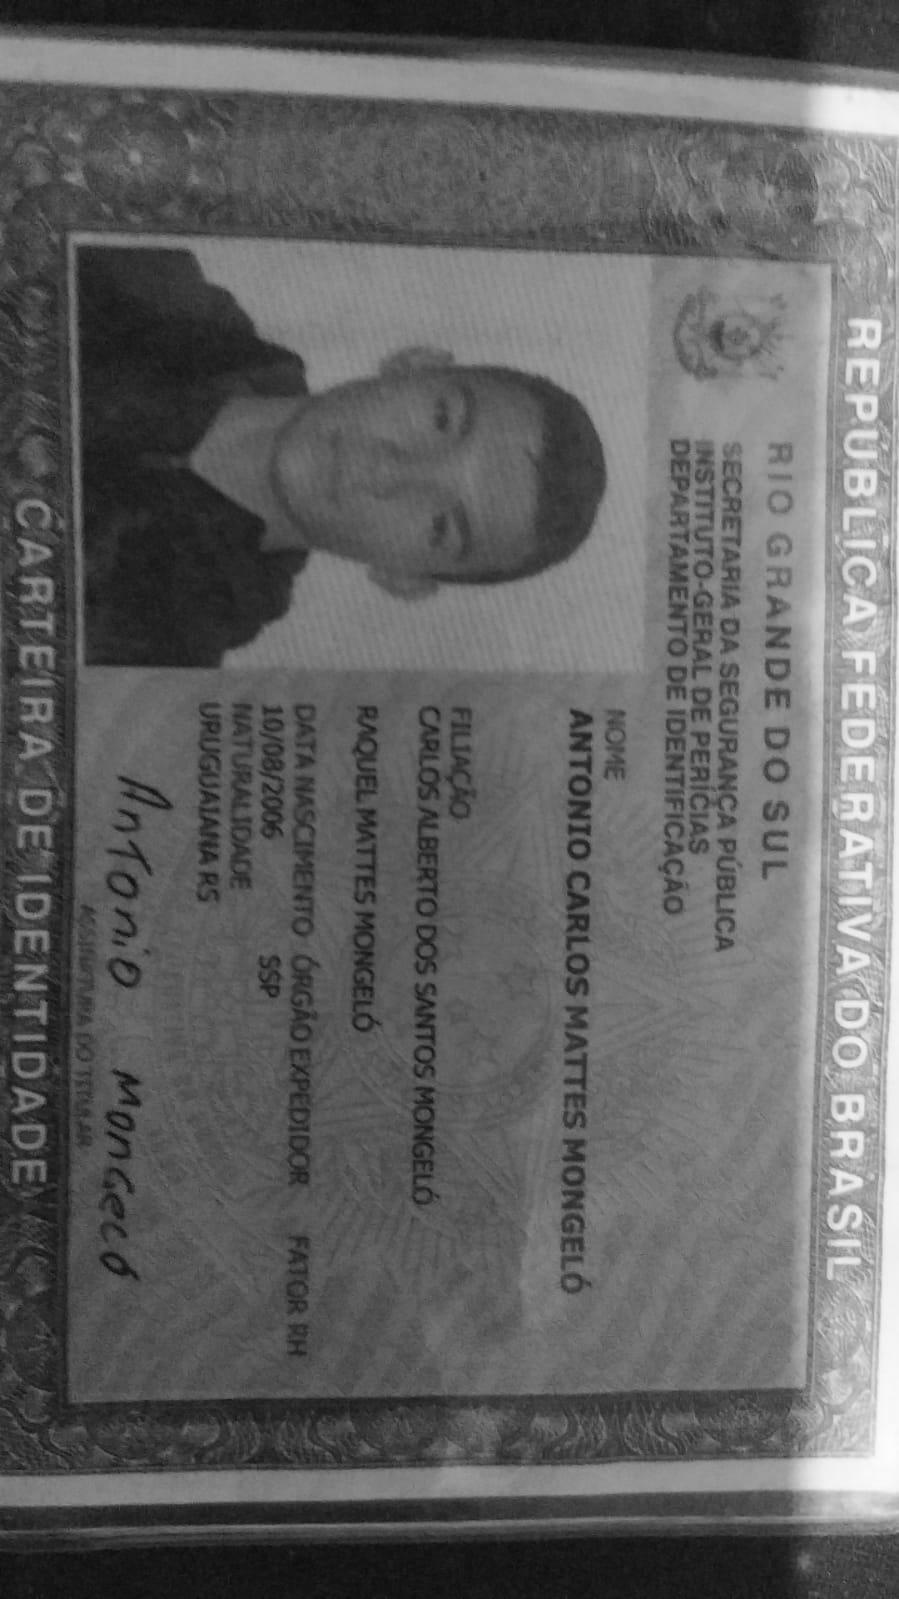 REPÚBLICA FEDERATIVA DO BRASIL
RIO GRANDE DO SUL
SECRETARIA DA SEGURANÇA PÚBLICA
INSTITUTO-GERAL DE PERÍCIAS
DEPARTAMENTO DE IDENTIFICAÇÃO
NOME
ANTONIO CARLOS MATTES MONGELÓ
FILIAÇÃO
CARLOS ALBERTO DOS SANTOS MONGELÓ
RAQUEL MATTES MONGELÓ
DATA NASCIMENTO ÓRGÃO EXPEDIDOR FATOR RH
10/08/2006 SSP
NATURALIDADE
URUGUAIANA RS
Antonio Mongeló
ASSINATURA DO TITULAR
CARTEIRA DE IDENTIDADE